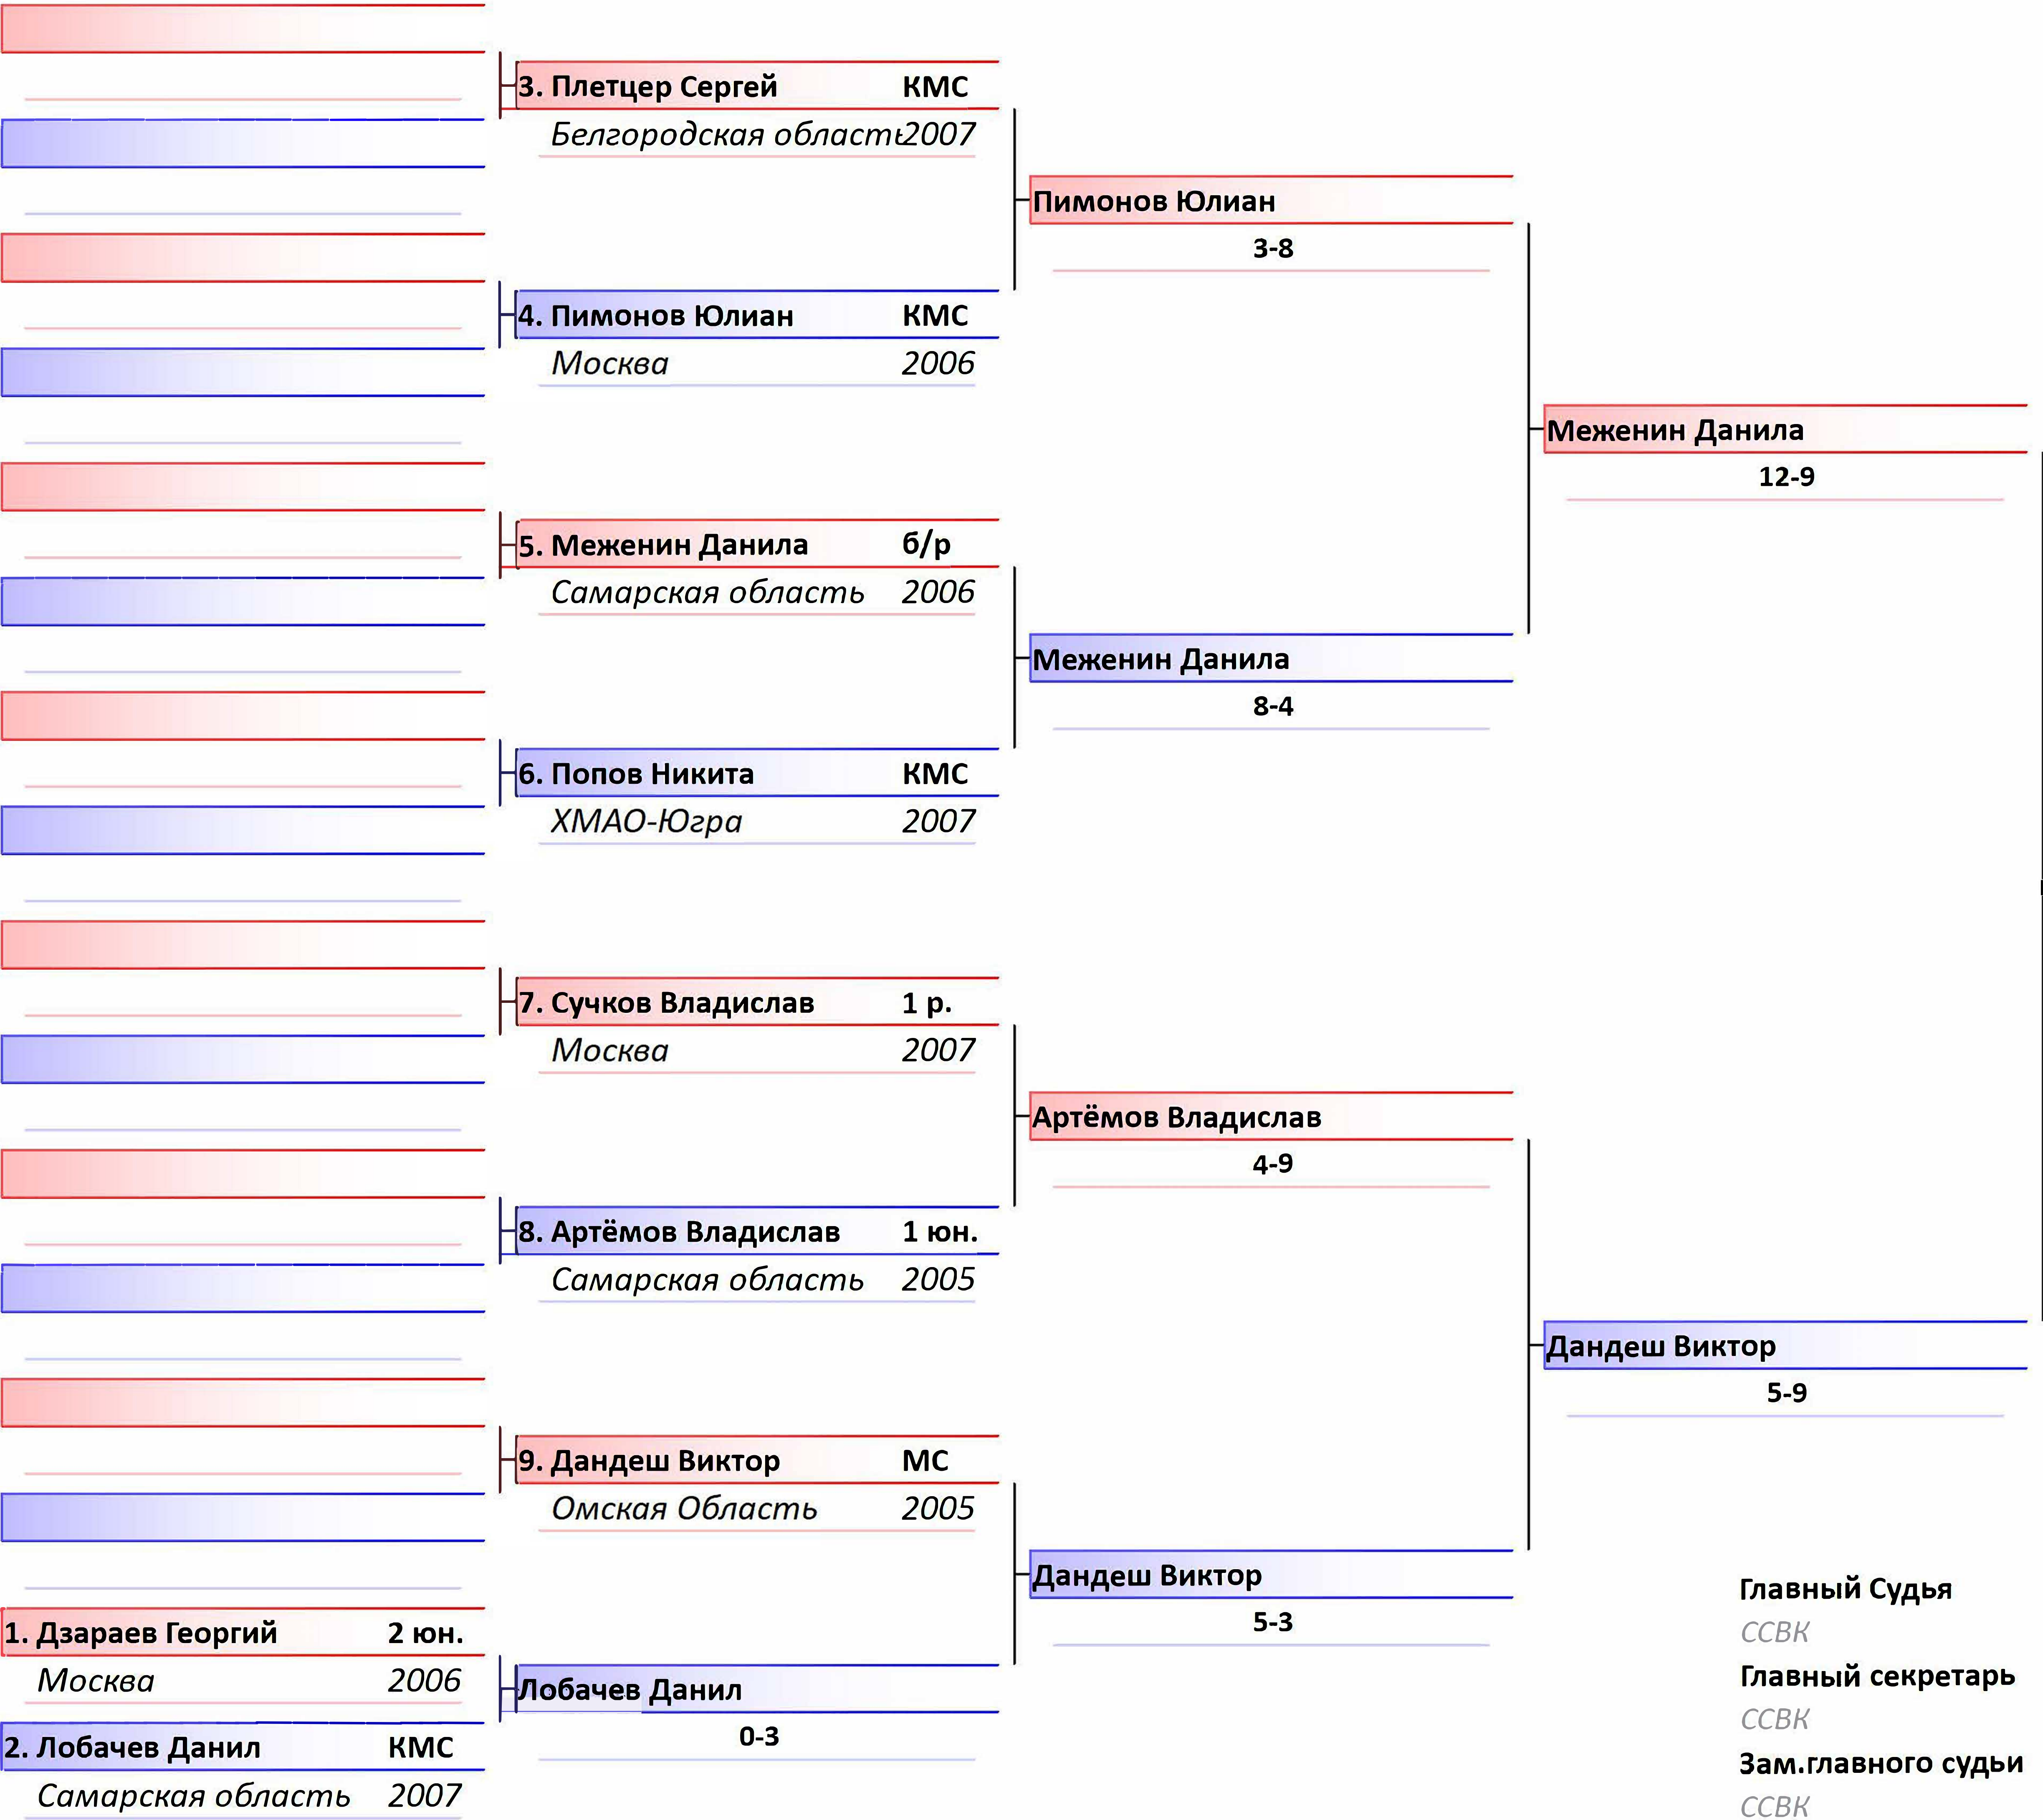 3. Плетцер Сергей КМС
Белгородская область 2007
Пимонов Юлиан
3-8
4. Пимонов Юлиан КМС
Москва 2006
Меженин Данила
12-9
5. Меженин Данила б/р
Самарская область 2006
Меженин Данила
8-4
6. Попов Никита КМС
ХМАО-Югра 2007
7. Сучков Владислав 1 р.
Москва 2007
Артёмов Владислав
4-9
8. Артёмов Владислав 1 юн.
Самарская область 2005
Дандеш Виктор
5-9
9. Дандеш Виктор МС
Омская Область 2005
Дандеш Виктор
5-3
1. Дзараев Георгий 2 юн.
Москва 2006
Лобачев Данил
0-3
2. Лобачев Данил КМС
Самарская область 2007
Главный Судья
ССВК
Главный секретарь
ССВК
Зам.главного судьи
ССВК